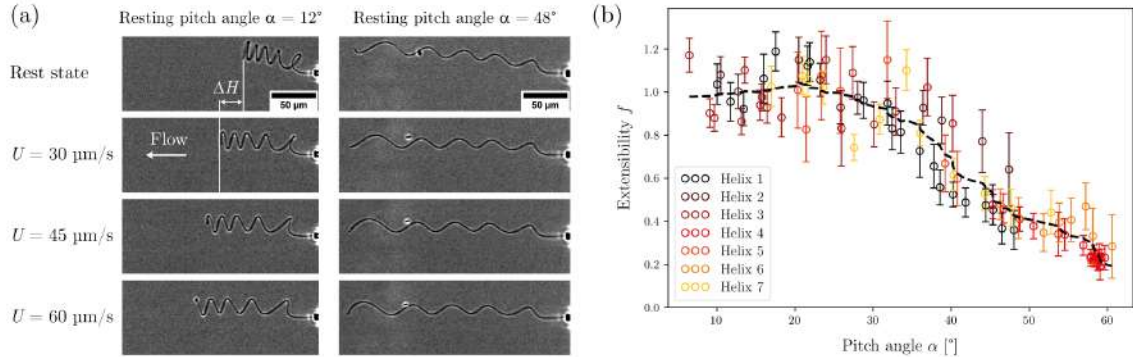 (a)
Resting pitch angle α = 12°
Resting pitch angle α = 48°
Rest state
ΔH
50 µm
50 µm
U = 30 µm/s
Flow
U = 45 µm/s
U = 60 µm/s
(b)
Extensibility f
1.2
1.0
0.8
0.6
0.4
0.2
0.0
Helix 1
Helix 2
Helix 3
Helix 4
Helix 5
Helix 6
Helix 7
10
20
30
40
50
60
Pitch angle α [°]